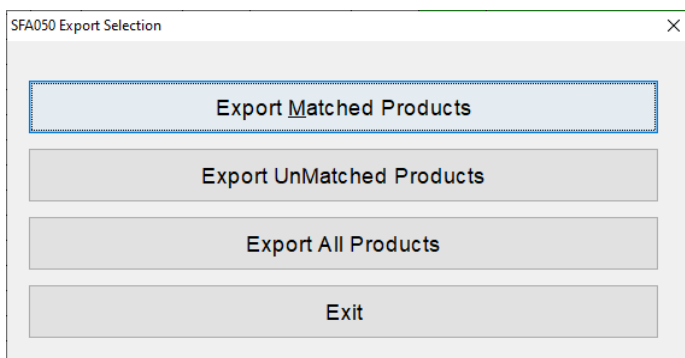 SFA050 Export Selection
Export Matched Products
Export UnMatched Products
Export All Products
Exit